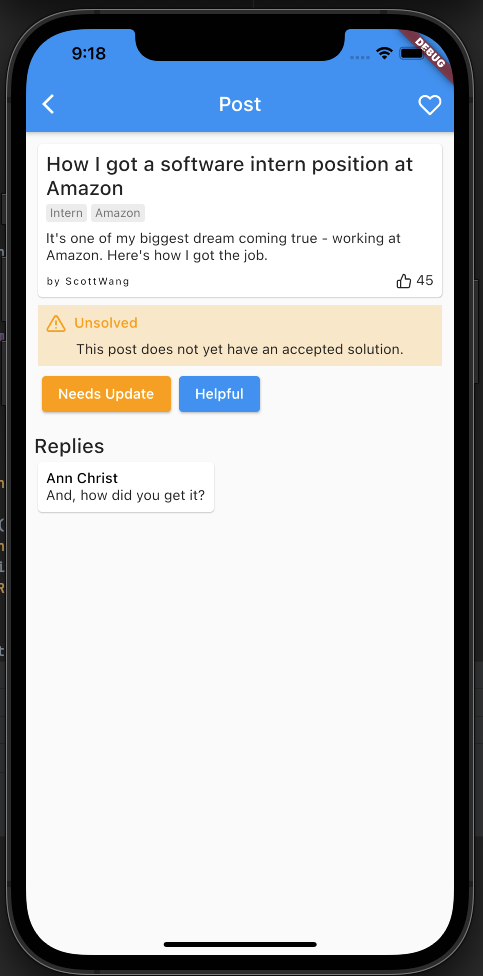 9:18
DEBUG
Post
How I got a software intern position at
Amazon
Intern Amazon
It's one of my biggest dream coming true - working at
Amazon. Here's how I got the job.
by ScottWang 45
Unsolved
This post does not yet have an accepted solution.
Needs Update Helpful
Replies
Ann Christ
And, how did you get it?